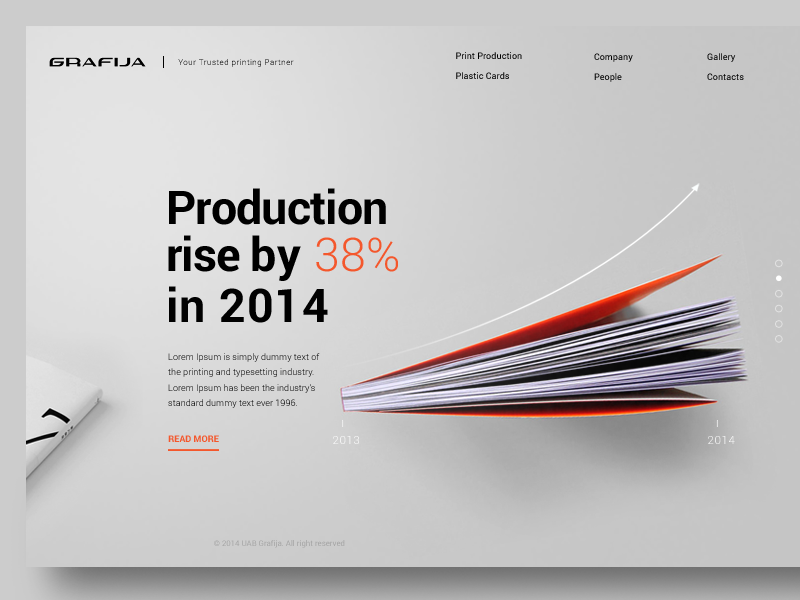 GRAFIJA
Your Trusted printing Partner
Print Production
Company
Gallery
Plastic Cards
People
Contacts
Production
rise by 38%
in 2014
Lorem Ipsum is simply dummy text of
the printing and typesetting industry.
Lorem Ipsum has been the industry's
standard dummy text ever 1996.
READ MORE
2013
2014
© 2014 UAB Grafija. All right reserved